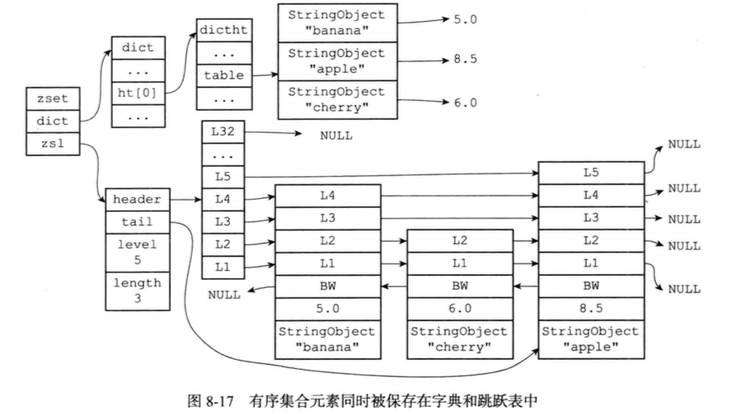 zset
dict
zsl
dict
...
ht[0]
...
dictht
...
table
...
StringObject
"banana"
StringObject
"apple"
StringObject
"cherry"
5.0
8.5
6.0
header
tail
level
5
length
3
L32
...
L5
L4
L3
L2
L1
NULL
NULL
L4
L3
L2
L1
BW
5.0
StringObject
"banana"
L2
L1
BW
6.0
StringObject
"cherry"
L5
L4
L3
L2
L1
BW
8.5
StringObject
"apple"
NULL
NULL
NULL
NULL
NULL
图 8-17 有序集合元素同时被保存在字典和跳跃表中